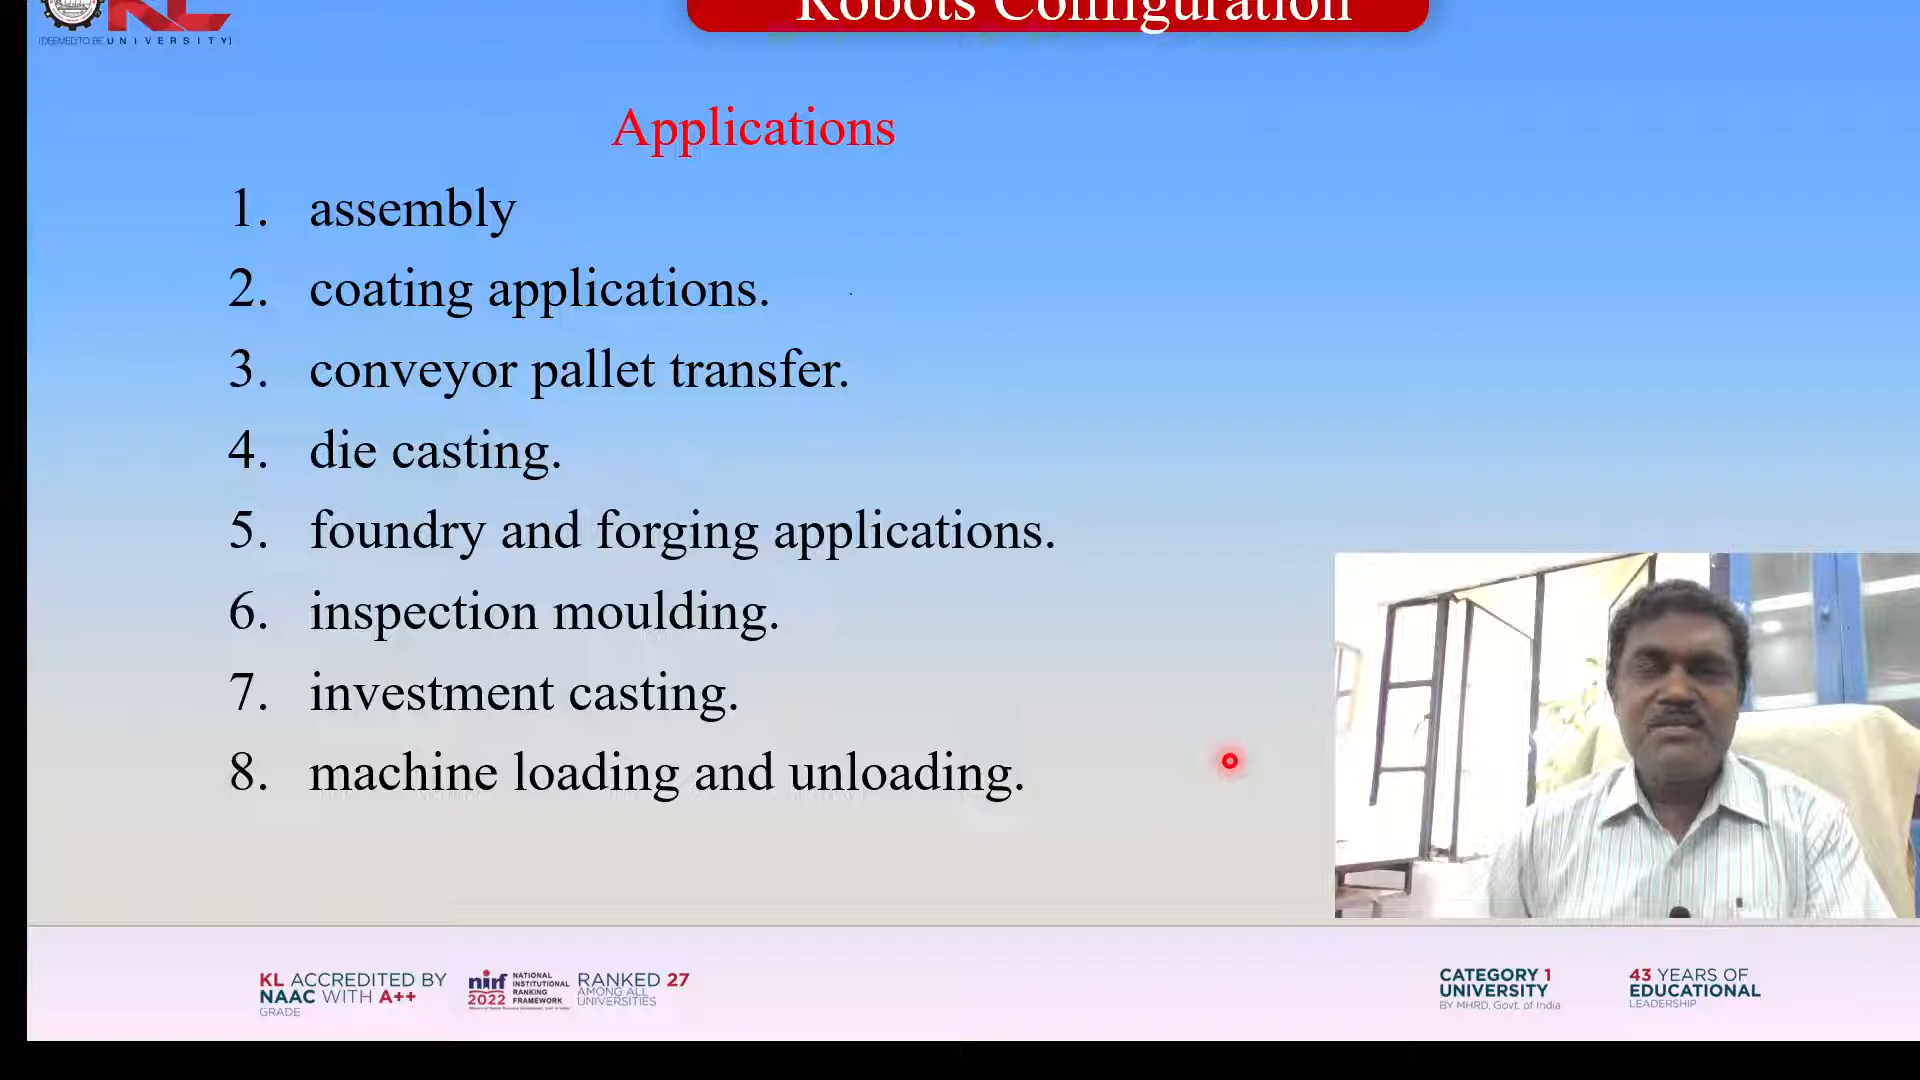 KL
(DEEMED TO BE UNIVERSITY)
Robots Configuration
Applications
1. assembly
2. coating applications.
3. conveyor pallet transfer.
4. die casting.
5. foundry and forging applications.
6. inspection moulding.
7. investment casting.
8. machine loading and unloading.
KL ACCREDITED BY
NAAC WITH A++
GRADE
nirf
2022
NATIONAL
INSTITUTIONAL
RANKING
FRAMEWORK
RANKED 27
AMONG ALL
UNIVERSITIES
CATEGORY 1
UNIVERSITY
BY MHRD, Govt. of India
43 YEARS OF
EDUCATIONAL
LEADERSHIP